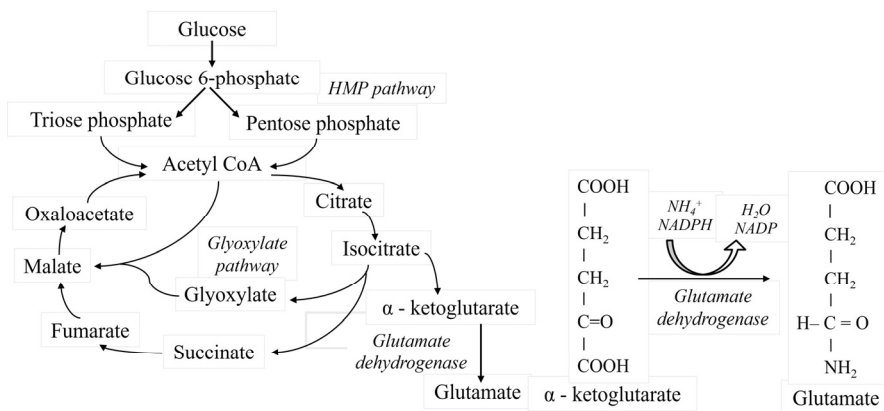 Glucose
Glucose 6-phosphate
HMP pathway
Triose phosphate
Pentose phosphate
Acetyl CoA
Citrate
Oxaloacetate
Isocitrate
Glyoxylate
pathway
Malate
Glyoxylate
α - ketoglutarate
Fumarate
Succinate
Glutamate
dehydrogenase
Glutamate
COOH
CH2
CH2
C=O
COOH
α - ketoglutarate
NH4+
NADPH
H2O
NADP
Glutamate
dehydrogenase
COOH
CH2
CH2
H– C = O
NH2
Glutamate